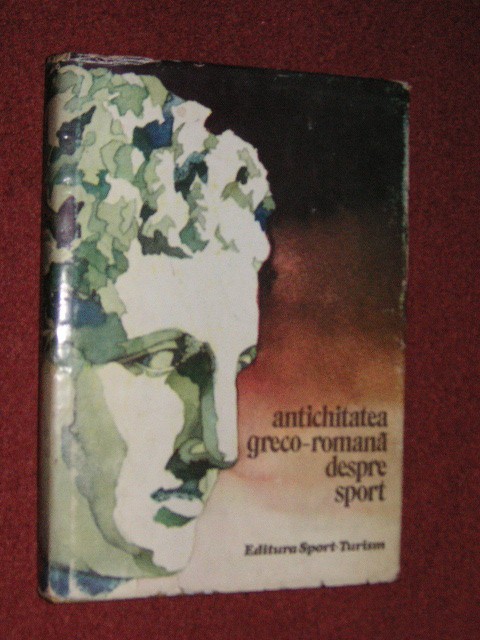 antichitatea
greco-romană
despre
sport
Editura Sport-Turism